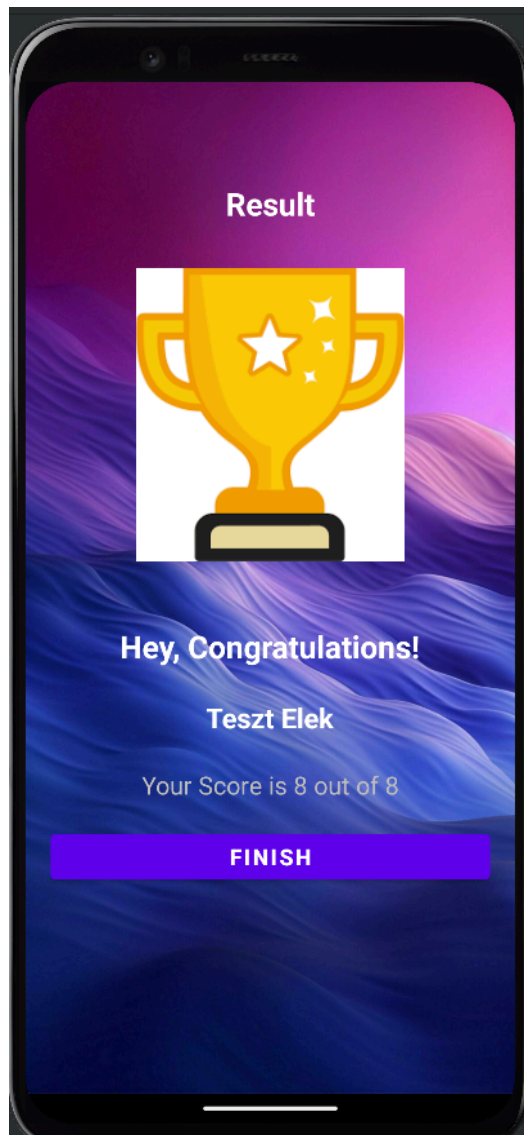 Result
Hey, Congratulations!
Teszt Elek
Your Score is 8 out of 8
FINISH